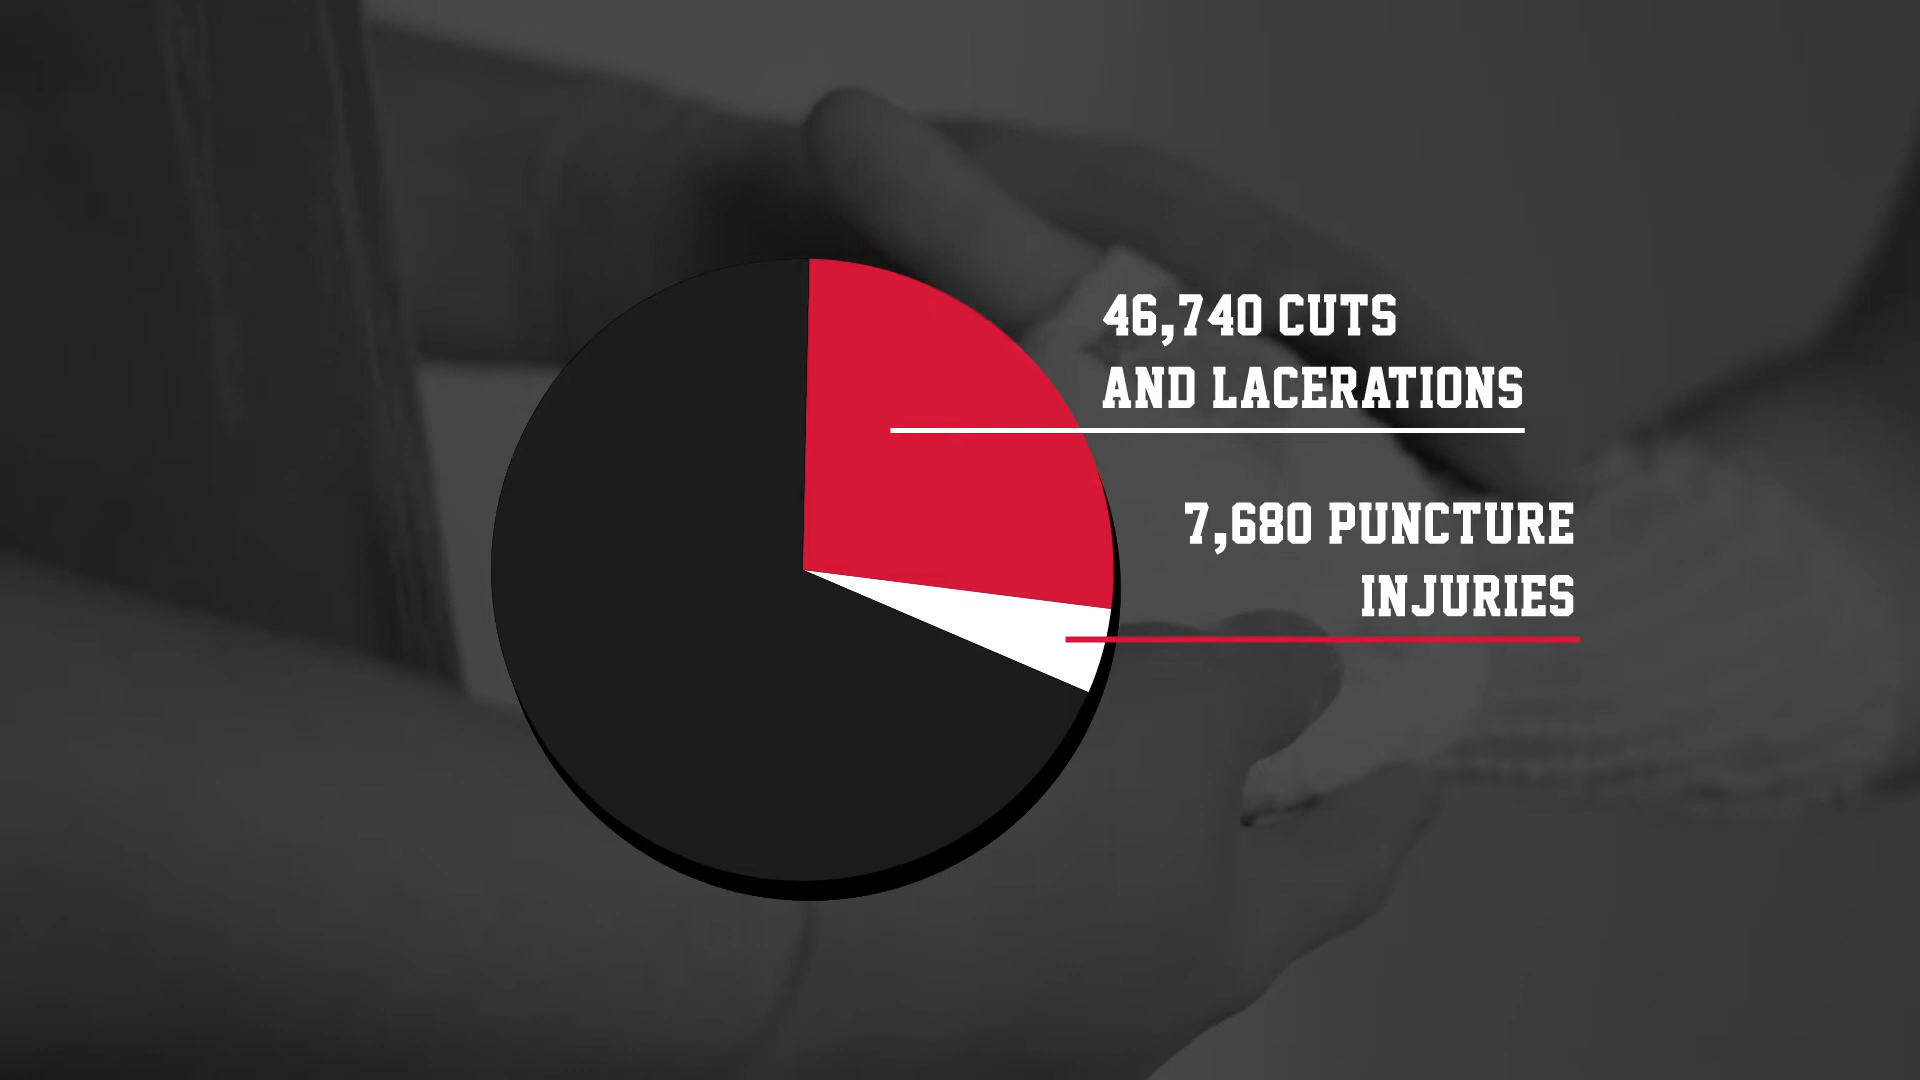 46,740 CUTS
AND LACERATIONS
7,680 PUNCTURE
INJURIES